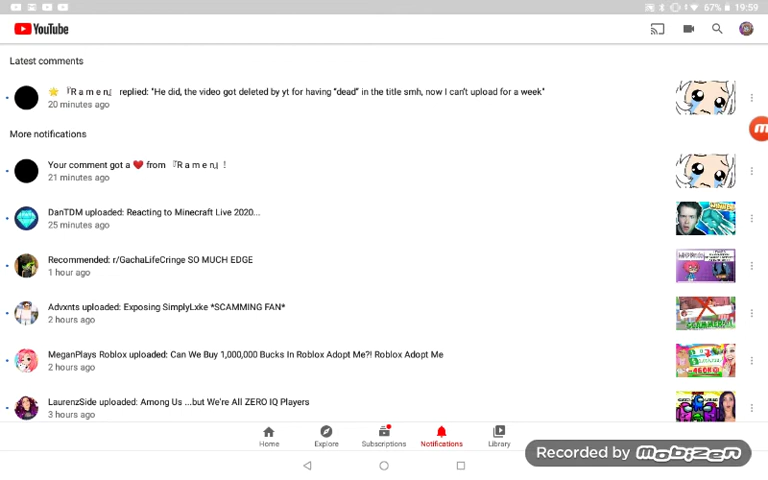 67% 19:59
YouTube
Latest comments
⭐ 『R a m e n』 replied: "He did, the video got deleted by yt for having “dead” in the title smh, now I can't upload for a week"
20 minutes ago
More notifications
Your comment got a ❤ from 『R a m e n』 !
21 minutes ago
DanTDM uploaded: Reacting to Minecraft Live 2020...
25 minutes ago
Recommended: r/GachaLifeCringe SO MUCH EDGE
1 hour ago
Advxnts uploaded: Exposing SimplyLxke *SCAMMING FAN*
2 hours ago
SCAMMER
MeganPlays Roblox uploaded: Can We Buy 1,000,000 Bucks In Roblox Adopt Me?! Roblox Adopt Me
2 hours ago
LaurenzSide uploaded: Among Us ...but We're All ZERO IQ Players
3 hours ago
Home
Explore
Subscriptions
Notifications
Library
Recorded by Mobizen